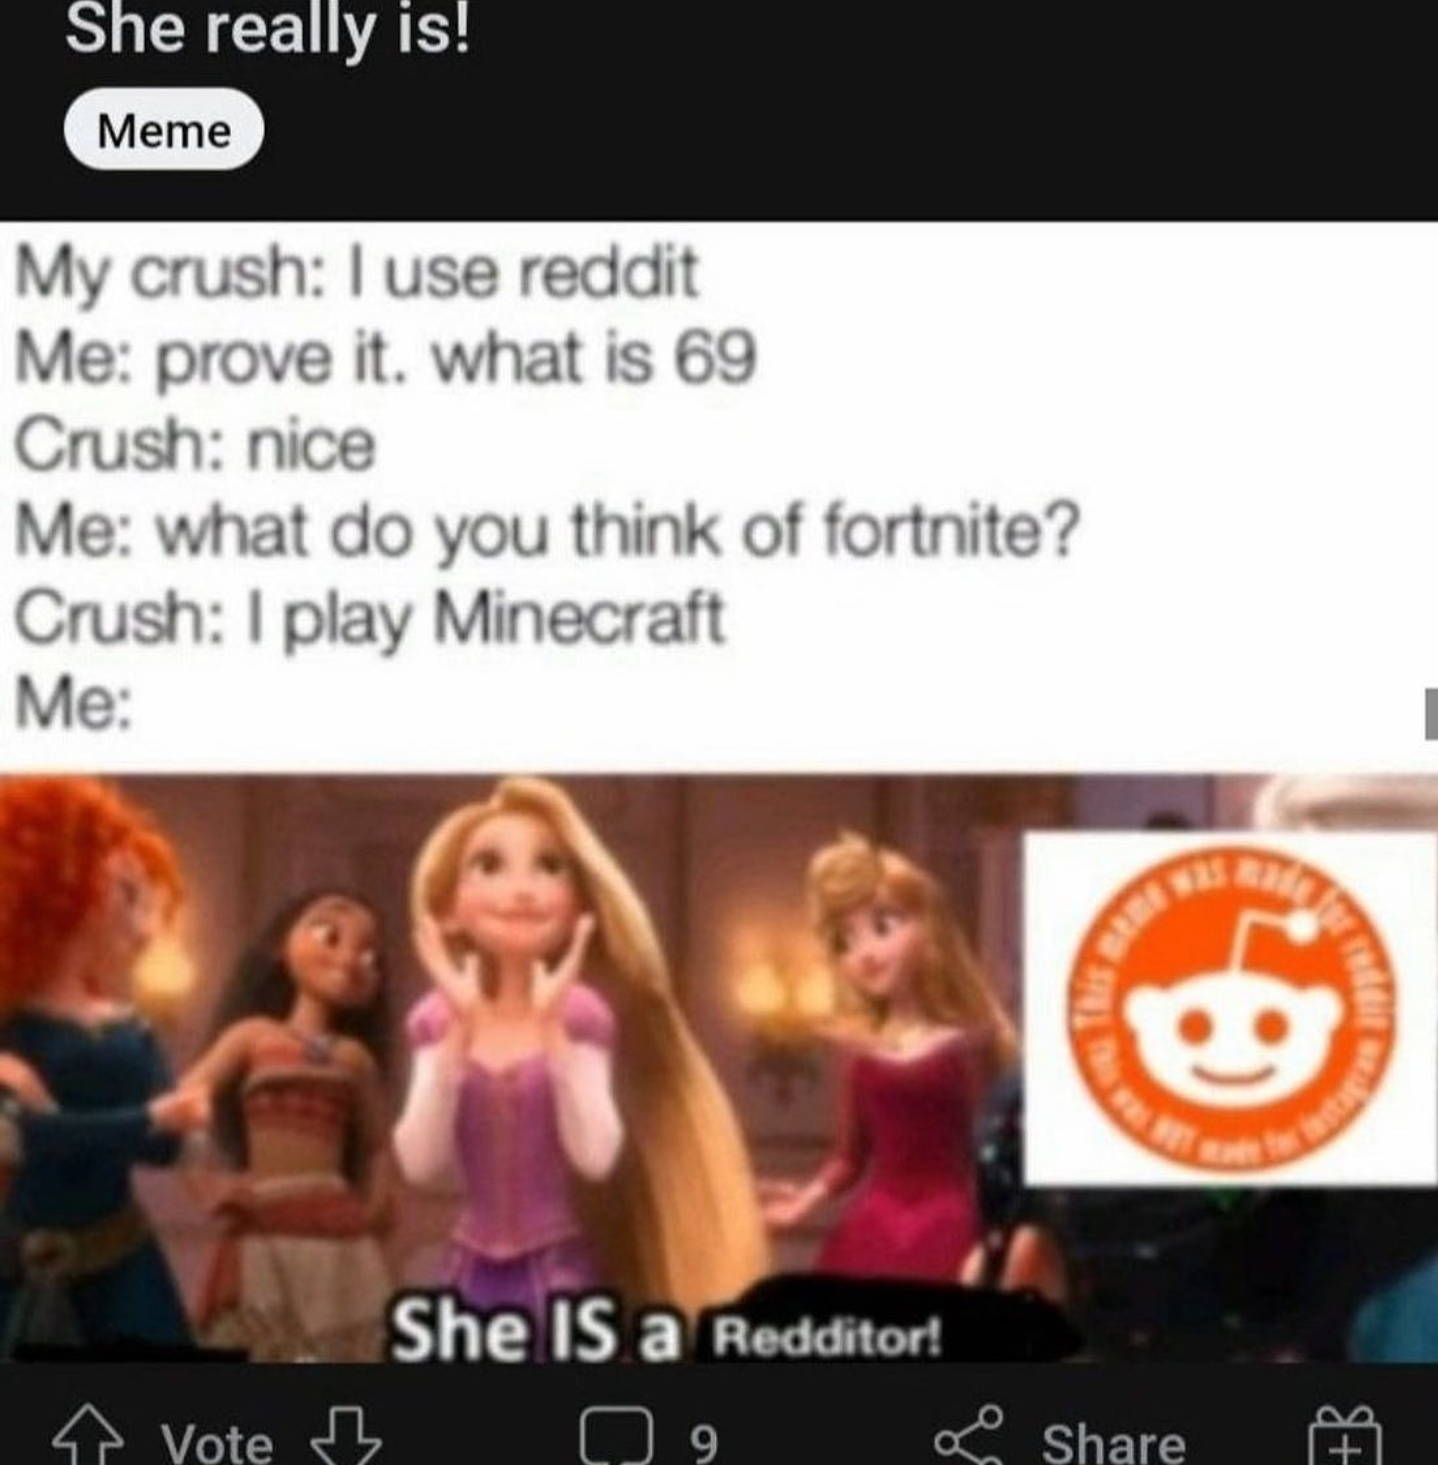 She really is!
Meme
My crush: I use reddit
Me: prove it. what is 69
Crush: nice
Me: what do you think of fortnite?
Crush: I play Minecraft
Me:
This meme was made for reddit
This was NOT made for Instagram
She IS a Redditor!
Vote 9 Share